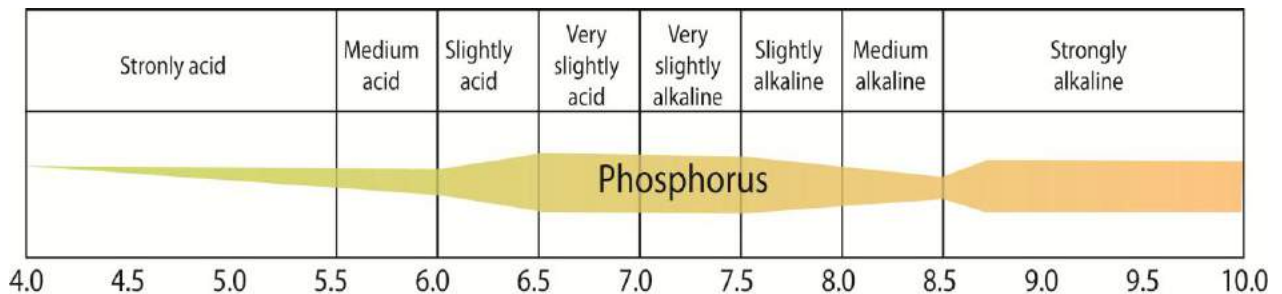 Stronly acid
Medium
acid
Slightly
acid
Very
slightly
acid
Very
slightly
alkaline
Slightly
alkaline
Medium
alkaline
Strongly
alkaline
Phosphorus
4.0 4.5 5.0 5.5 6.0 6.5 7.0 7.5 8.0 8.5 9.0 9.5 10.0